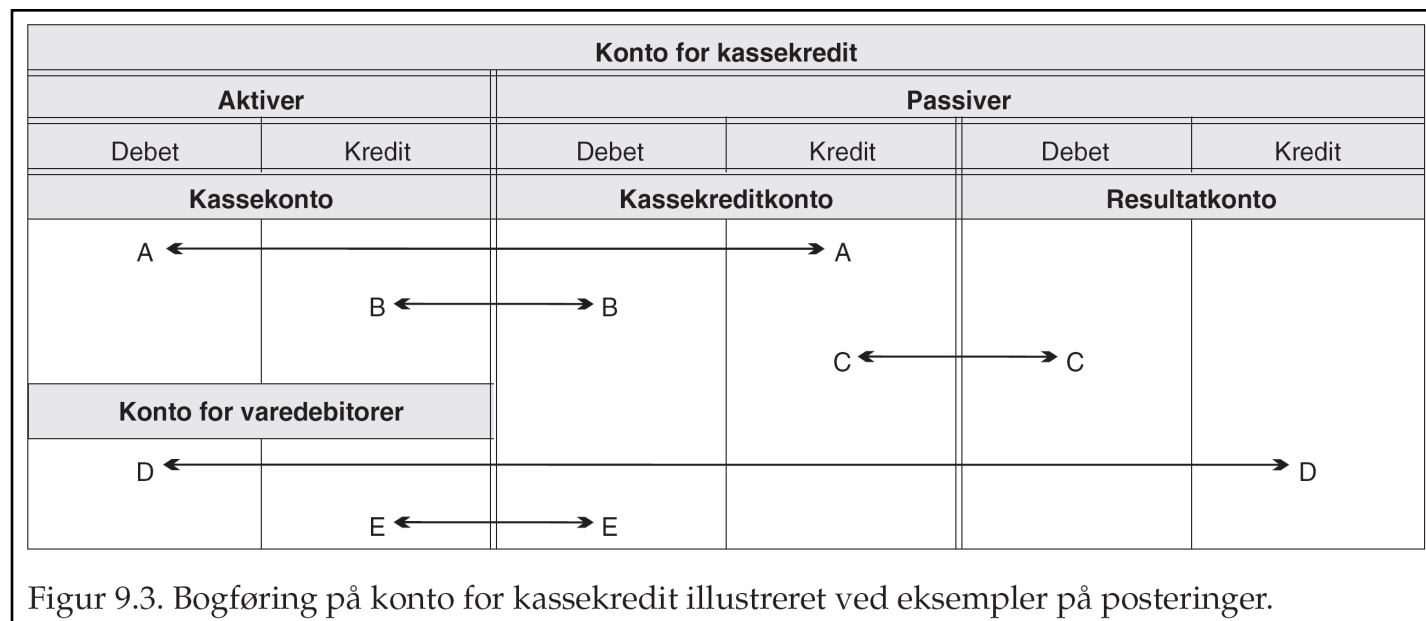 Konto for kassekredit
Aktiver Passiver
Debet Kredit Debet Kredit Debet Kredit
Kassekonto Kassekreditkonto Resultatkonto
A A
B B
C C
Konto for varedebitorer
D D
E E
Figur 9.3. Bogføring på konto for kassekredit illustreret ved eksempler på posteringer.